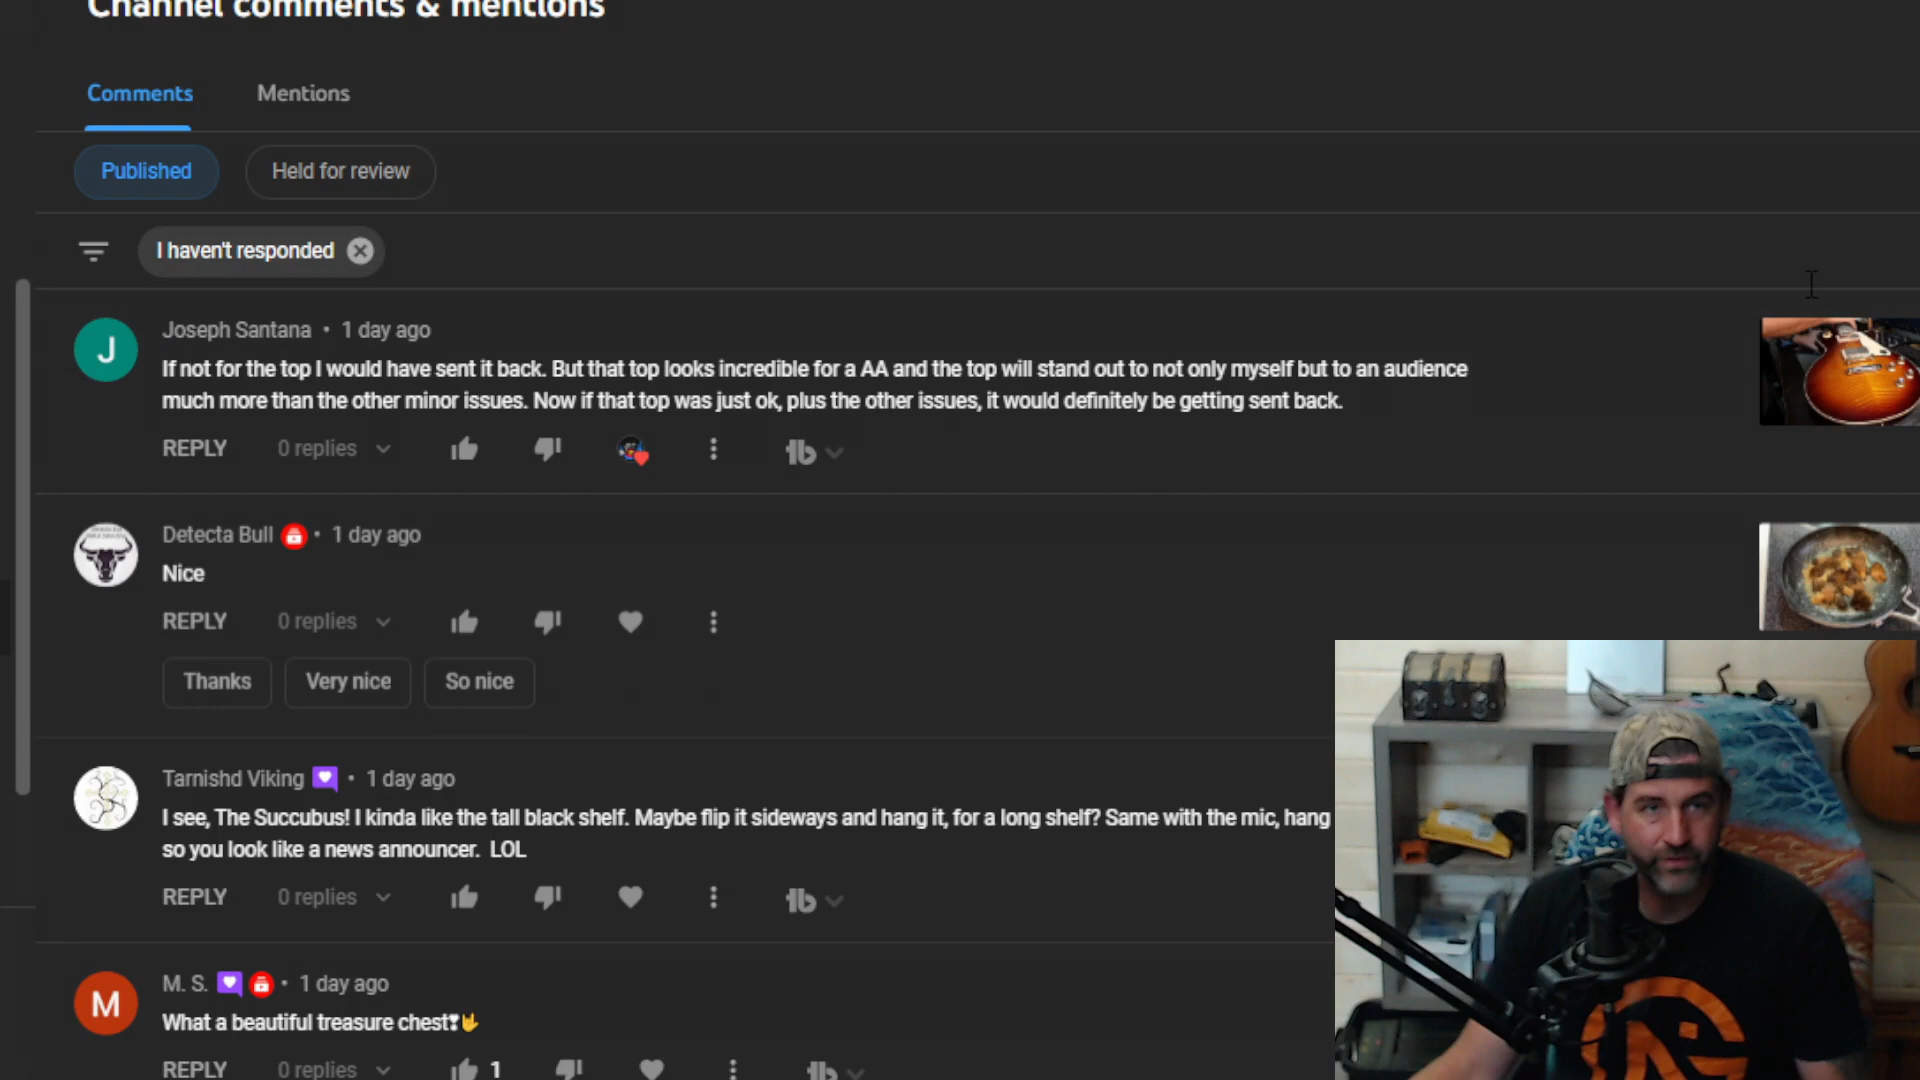 Channel comments & mentions
Comments
Mentions
Published
Held for review
I haven't responded
J
Joseph Santana • 1 day ago
If not for the top I would have sent it back. But that top looks incredible for a AA and the top will stand out to not only myself but to an audience
much more than the other minor issues. Now if that top was just ok, plus the other issues, it would definitely be getting sent back.
REPLY 0 replies
Detecta Bull • 1 day ago
Nice
REPLY 0 replies
Thanks Very nice So nice
Tarnishd Viking • 1 day ago
I see, The Succubus! I kinda like the tall black shelf. Maybe flip it sideways and hang it, for a long shelf? Same with the mic, hang
so you look like a news announcer. LOL
REPLY 0 replies
M
M. S. • 1 day ago
What a beautiful treasure chest❣🤟
REPLY 0 replies 1